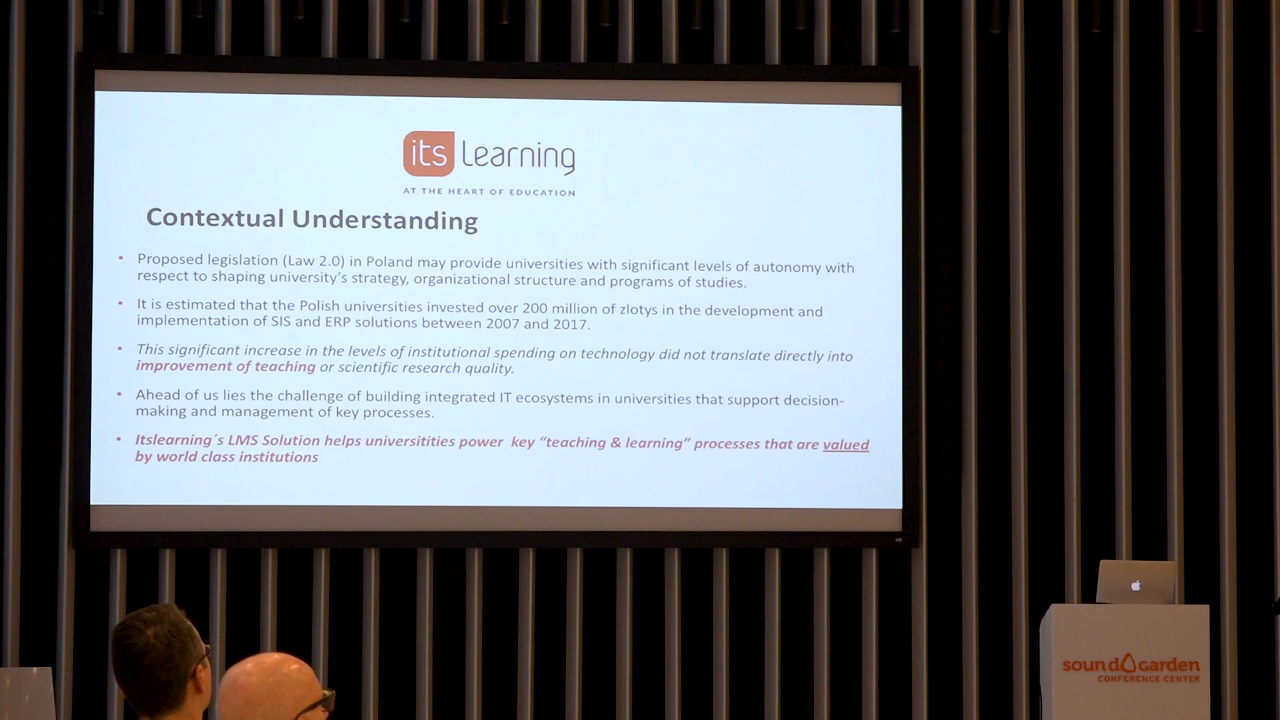 its Learning
AT THE HEART OF EDUCATION
Contextual Understanding
• Proposed legislation (Law 2.0) in Poland may provide universities with significant levels of autonomy with
respect to shaping university's strategy, organizational structure and programs of studies.
• It is estimated that the Polish universities invested over 200 million of zlotys in the development and
implementation of SIS and ERP solutions between 2007 and 2017.
• This significant increase in the levels of institutional spending on technology did not translate directly into
improvement of teaching or scientific research quality.
• Ahead of us lies the challenge of building integrated IT ecosystems in universities that support decision-
making and management of key processes.
• Itslearning´s LMS Solution helps universitities power key “teaching & learning” processes that are valued
by world class institutions
sound garden
CONFERENCE CENTER